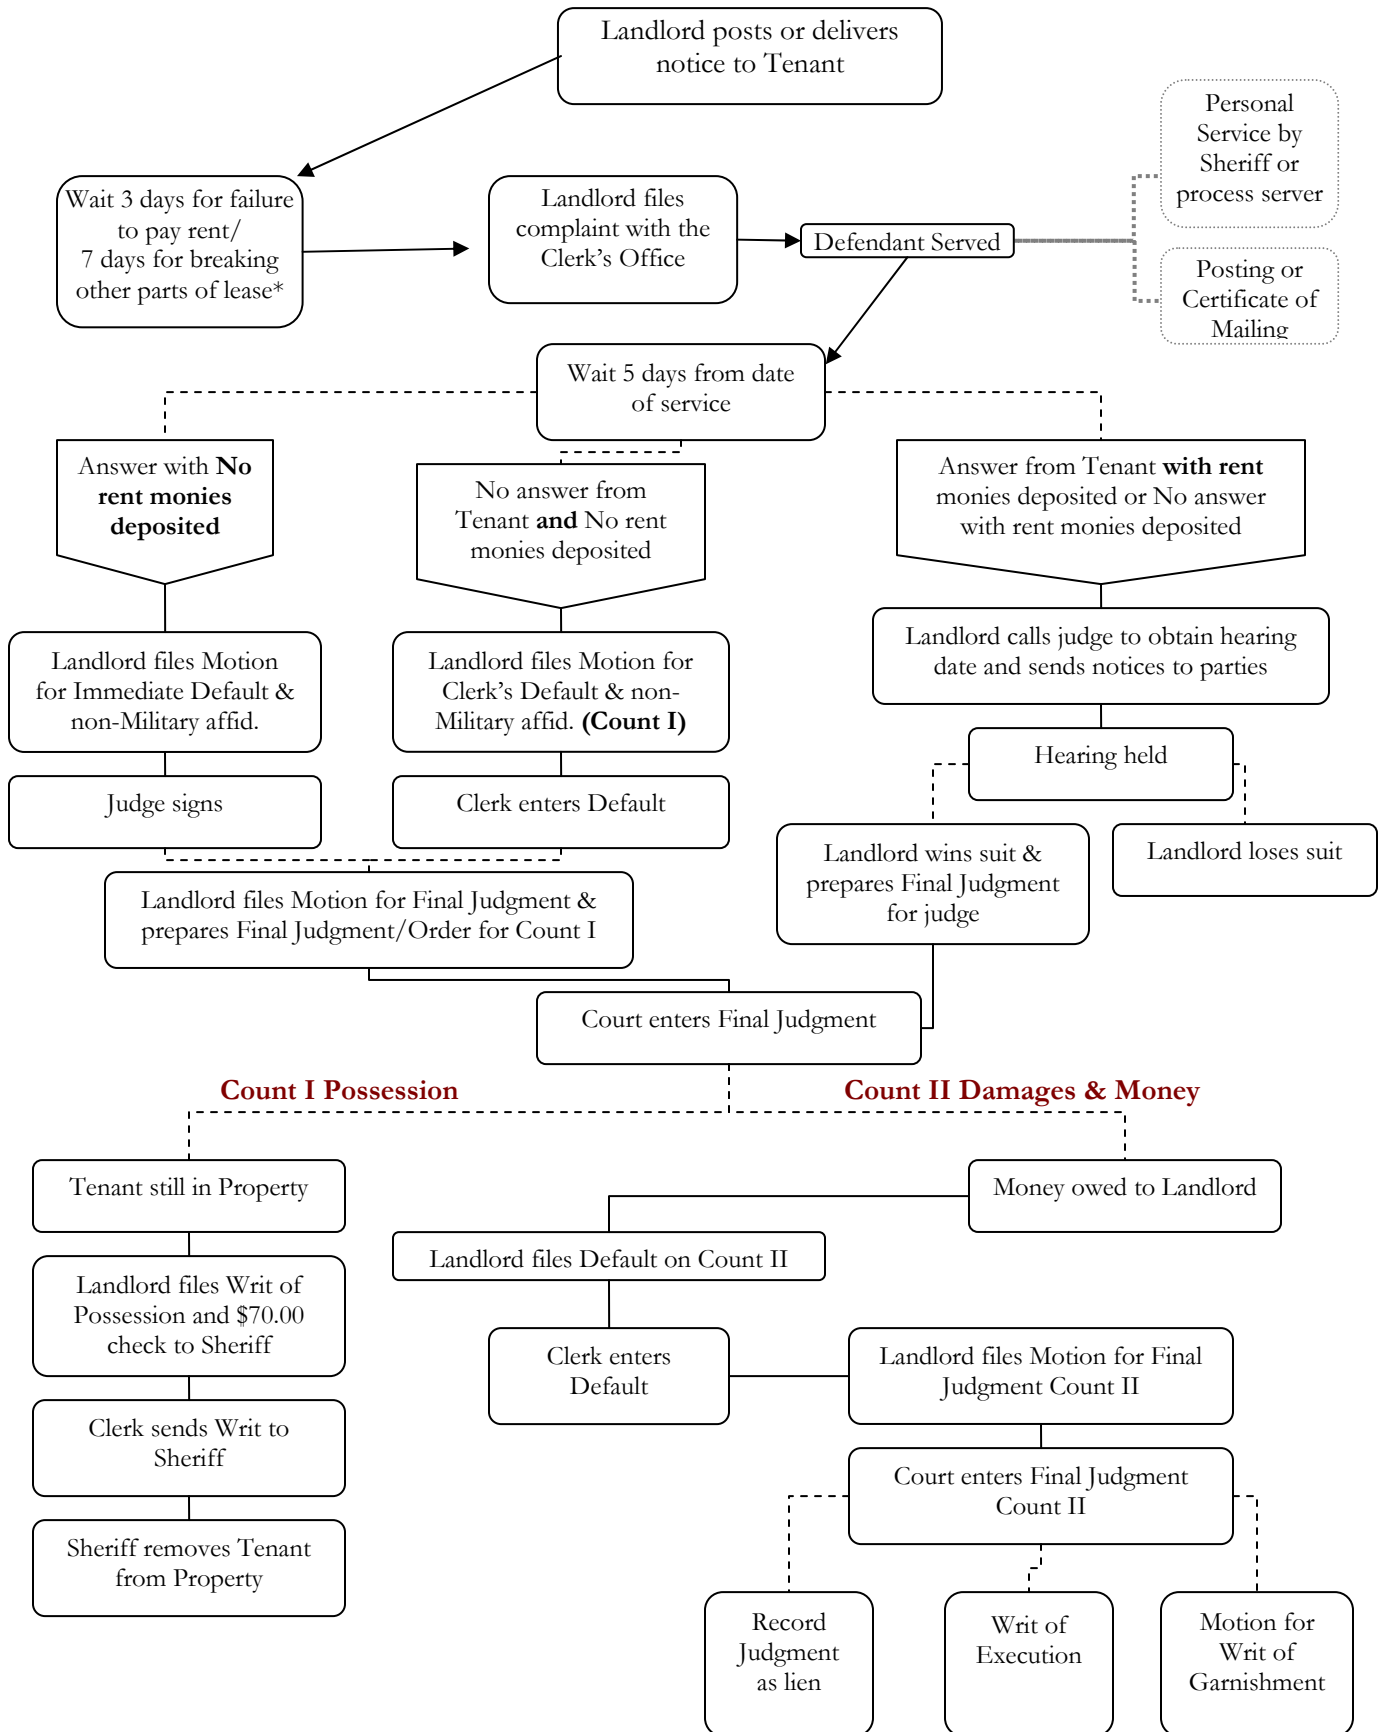 Landlord posts or delivers
notice to Tenant
Personal
Service by
Sheriff or
process server
Wait 3 days for failure
to pay rent/
7 days for breaking
other parts of lease*
Landlord files
complaint with the
Clerk's Office
Defendant Served
Posting or
Certificate of
Mailing
Wait 5 days from date
of service
Answer with No
rent monies
deposited
No answer from
Tenant and No rent
monies deposited
Answer from Tenant with rent
monies deposited or No answer
with rent monies deposited
Landlord files Motion
for Immediate Default &
non-Military affid.
Landlord files Motion for
Clerk's Default & non-
Military affid. (Count I)
Landlord calls judge to obtain hearing
date and sends notices to parties
Hearing held
Judge signs
Clerk enters Default
Landlord wins suit &
prepares Final Judgment
for judge
Landlord loses suit
Landlord files Motion for Final Judgment &
prepares Final Judgment/Order for Count I
Court enters Final Judgment
Count I Possession
Count II Damages & Money
Tenant still in Property
Money owed to Landlord
Landlord files Default on Count II
Landlord files Writ of
Possession and $70.00
check to Sheriff
Clerk enters
Default
Landlord files Motion for Final
Judgment Count II
Clerk sends Writ to
Sheriff
Court enters Final Judgment
Count II
Sheriff removes Tenant
from Property
Record
Judgment
as lien
Writ of
Execution
Motion for
Writ of
Garnishment